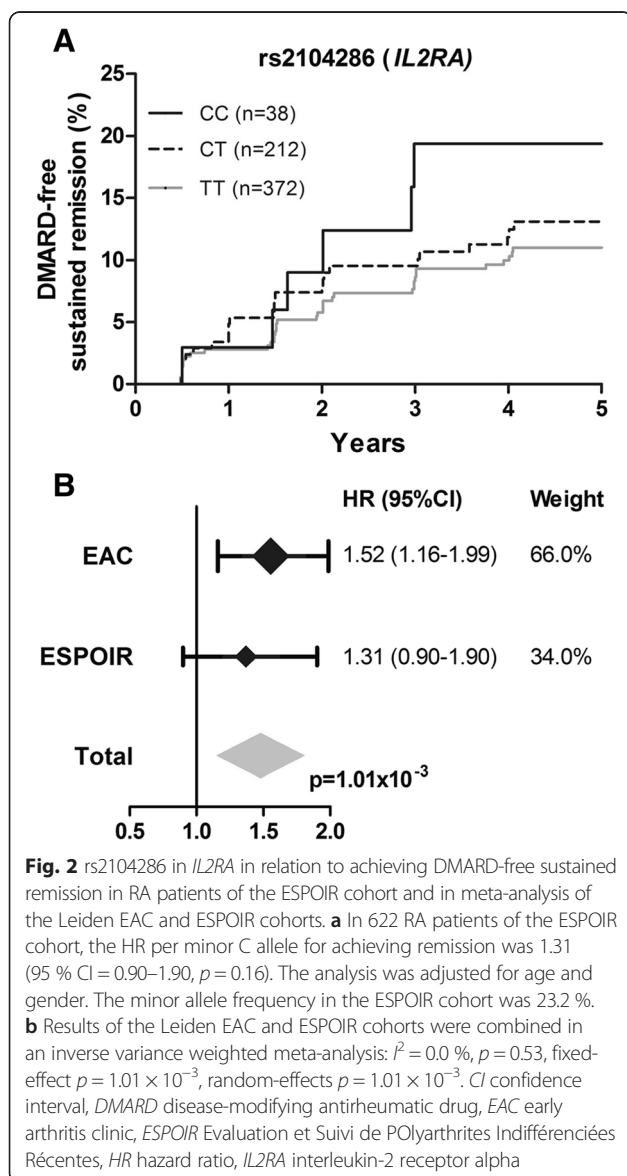 A
rs2104286 (IL2RA)
DMARD-free
sustained remission (%)
25
20
15
10
5
0
CC (n=38)
CT (n=212)
TT (n=372)
0 1 2 3 4 5
Years
B
HR (95%CI) Weight
EAC 1.52 (1.16-1.99) 66.0%
ESPOIR 1.31 (0.90-1.90) 34.0%
Total
p=1.01x10⁻³
0.5 1.0 1.5 2.0
Fig. 2 rs2104286 in IL2RA in relation to achieving DMARD-free sustained
remission in RA patients of the ESPOIR cohort and in meta-analysis of
the Leiden EAC and ESPOIR cohorts. a In 622 RA patients of the ESPOIR
cohort, the HR per minor C allele for achieving remission was 1.31
(95 % CI = 0.90–1.90, p = 0.16). The analysis was adjusted for age and
gender. The minor allele frequency in the ESPOIR cohort was 23.2 %.
b Results of the Leiden EAC and ESPOIR cohorts were combined in
an inverse variance weighted meta-analysis: I² = 0.0 %, p = 0.53, fixed-
effect p = 1.01 × 10⁻³, random-effects p = 1.01 × 10⁻³. CI confidence
interval, DMARD disease-modifying antirheumatic drug, EAC early
arthritis clinic, ESPOIR Evaluation et Suivi de POlyarthrites Indifférenciées
Récentes, HR hazard ratio, IL2RA interleukin-2 receptor alpha